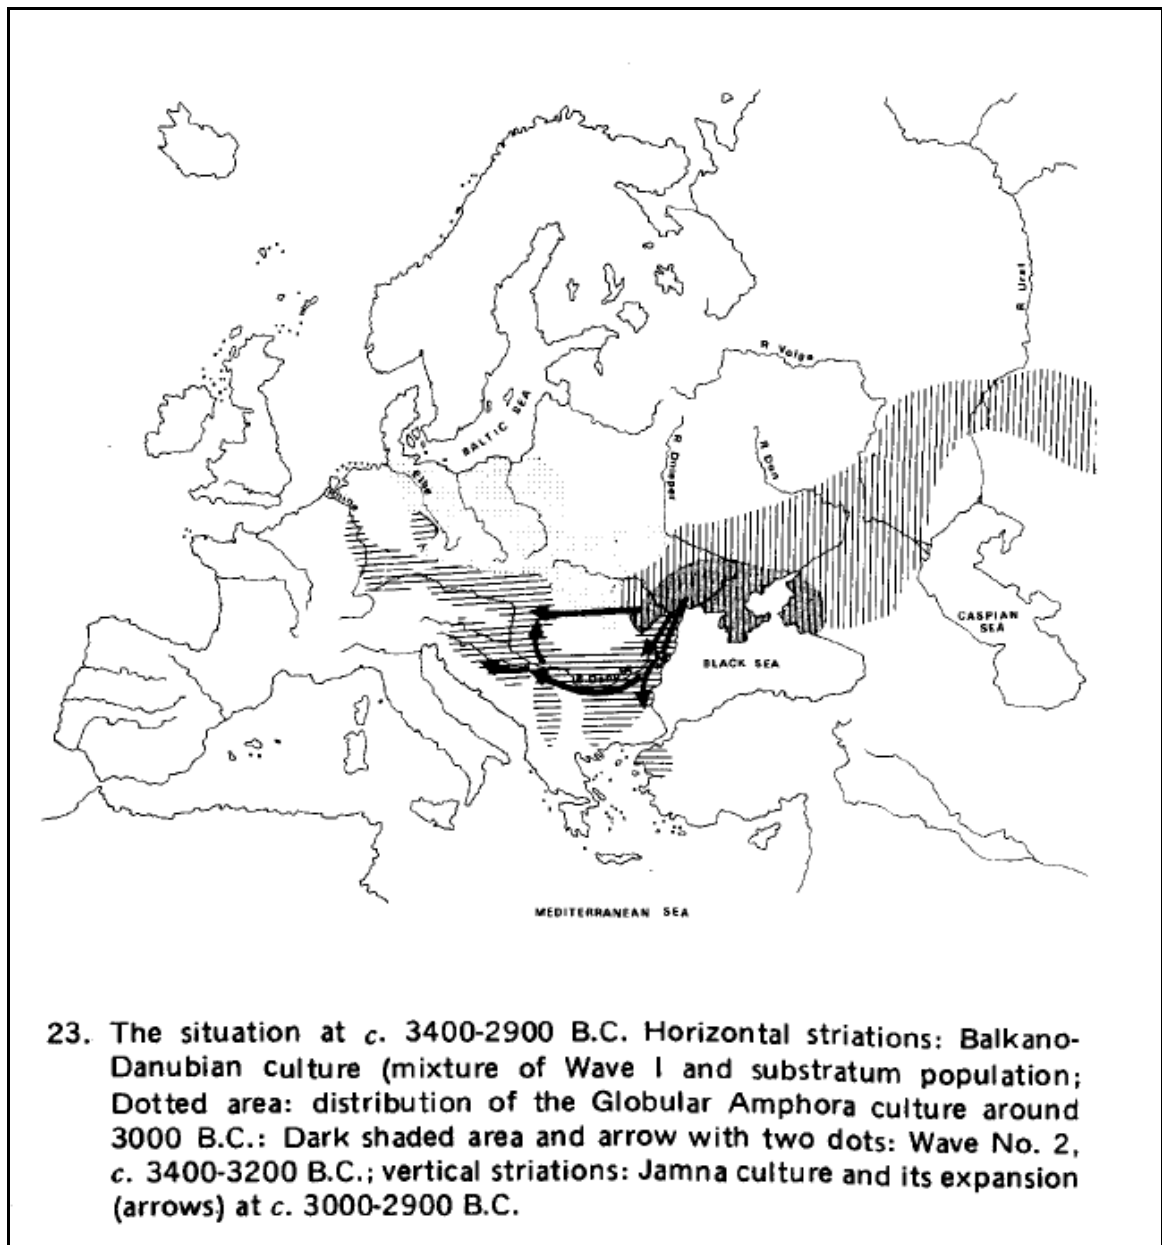 R Ural
R Volga
BALTIC SEA
R Dnieper
R Don
Elbe
Rhine
CASPIAN
SEA
BLACK SEA
R Danube
MEDITERRANEAN SEA
23. The situation at c. 3400-2900 B.C. Horizontal striations: Balkano-
Danubian culture (mixture of Wave I and substratum population;
Dotted area: distribution of the Globular Amphora culture around
3000 B.C.: Dark shaded area and arrow with two dots: Wave No. 2,
c. 3400-3200 B.C.; vertical striations: Jamna culture and its expansion
(arrows) at c. 3000-2900 B.C.